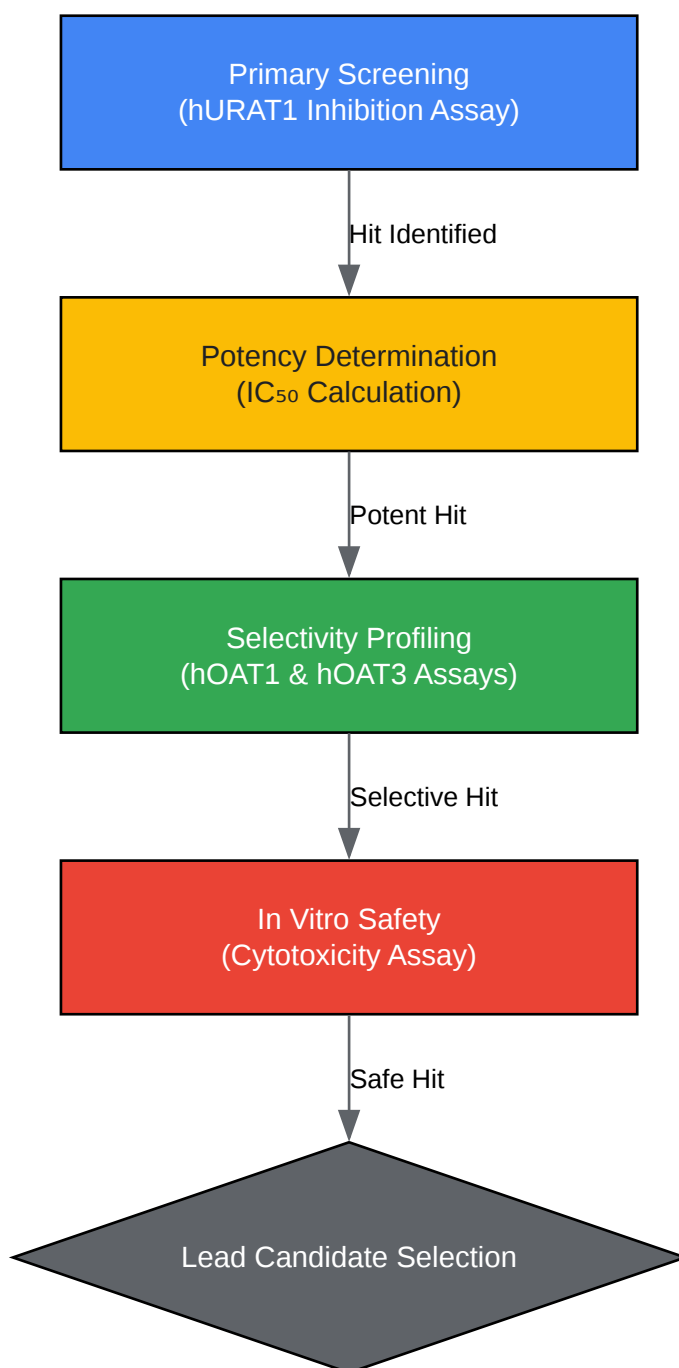 Primary Screening
(hURAT1 Inhibition Assay)
Hit Identified
Potency Determination
(IC₅₀ Calculation)
Potent Hit
Selectivity Profiling
(hOAT1 & hOAT3 Assays)
Selective Hit
In Vitro Safety
(Cytotoxicity Assay)
Safe Hit
Lead Candidate Selection